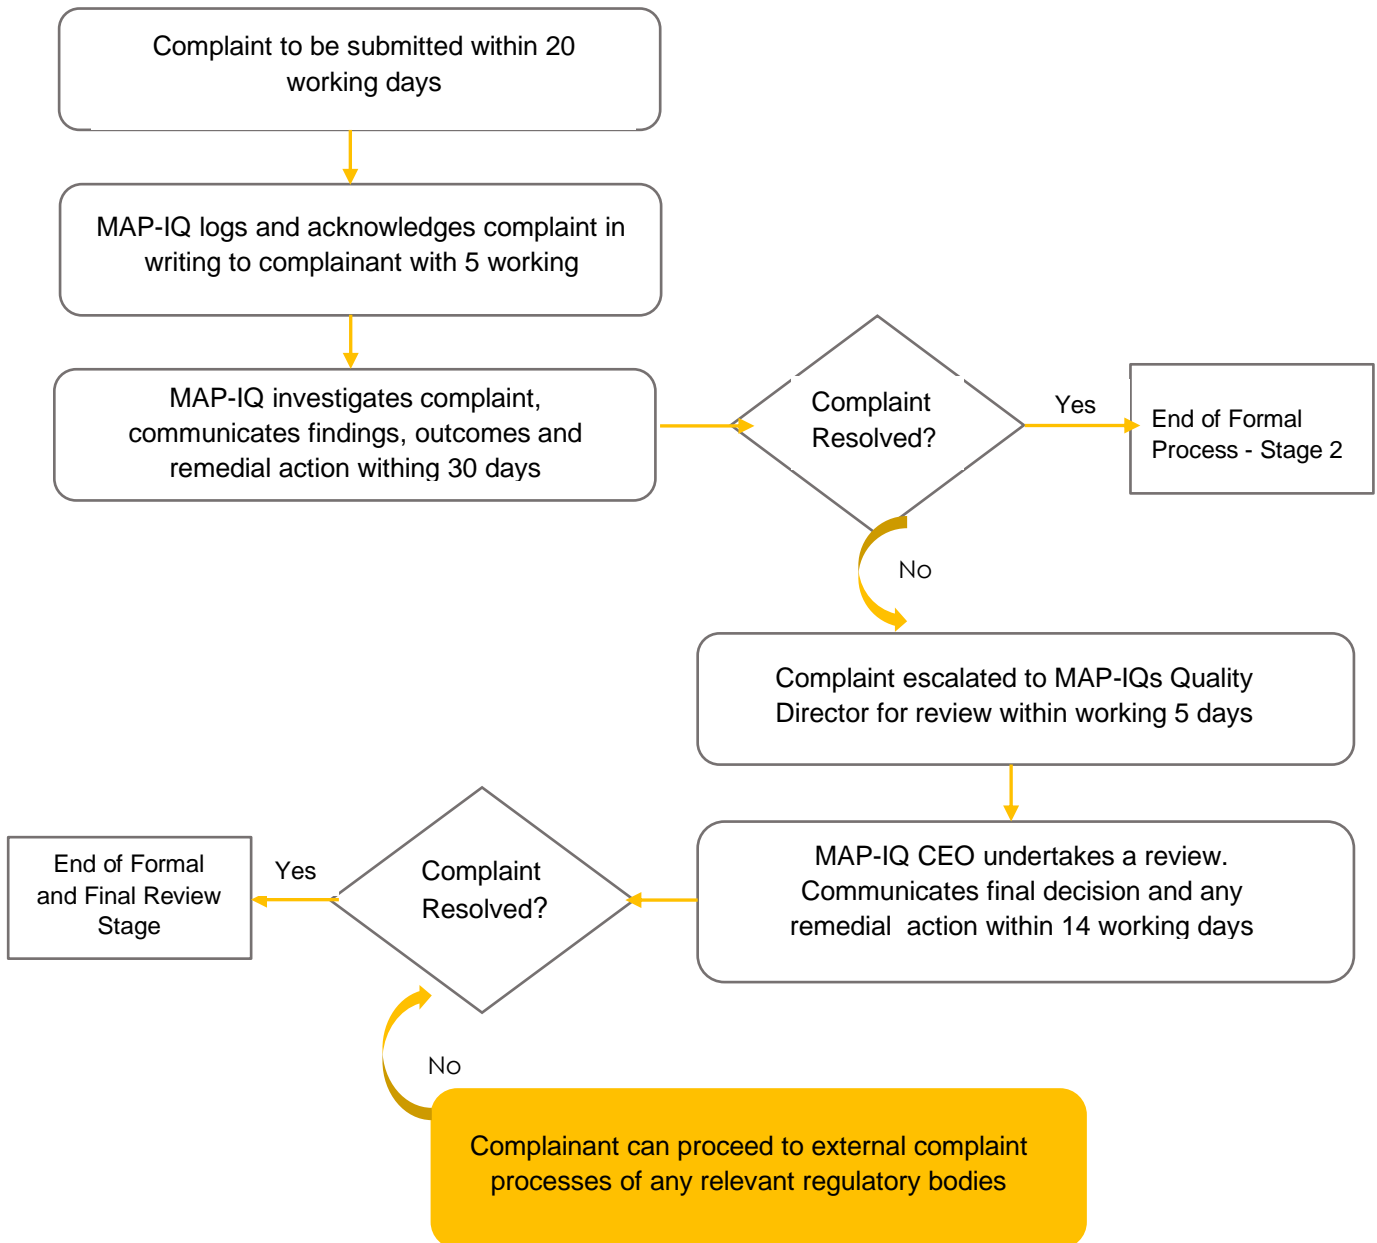 Complaint to be submitted within 20
working days
MAP-IQ logs and acknowledges complaint in
writing to complainant with 5 working
MAP-IQ investigates complaint,
communicates findings, outcomes and
remedial action withing 30 days
Complaint
Resolved?
Yes
End of Formal
Process - Stage 2
No
Complaint escalated to MAP-IQs Quality
Director for review within working 5 days
MAP-IQ CEO undertakes a review.
Communicates final decision and any
remedial action within 14 working days
Complaint
Resolved?
Yes
End of Formal
and Final Review
Stage
No
Complainant can proceed to external complaint
processes of any relevant regulatory bodies